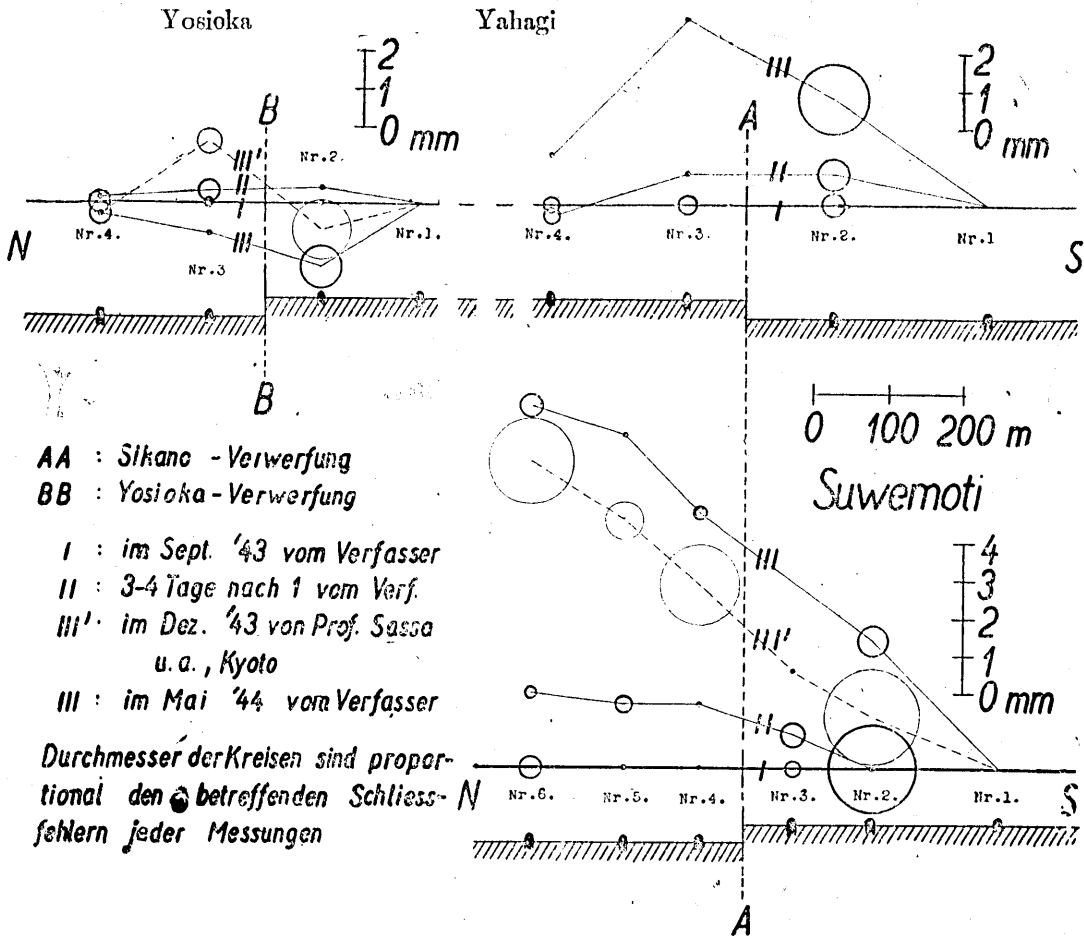 Yosioka
Yahagi
2
1
0 mm
2
1
0 mm
B
A
III'
II
I
III
Nr.2.
Nr.4.
Nr.3
Nr.1.
N
III
II
I
Nr.4.
Nr.3.
Nr.2.
Nr.1
S
B
0 100 200 m
AA : Sikano - Verwerfung
BB : Yosioka - Verwerfung
I : im Sept. '43 vom Verfasser
II : 3-4 Tage nach 1 vom Verf.
III' : im Dez. '43 von Prof. Sassa
u.a., Kyoto
III : im Mai '44 vom Verfasser
Durchmesser der Kreisen sind propor-
tional den betreffenden Schliess-
fehlern jeder Messungen
Suwemoti
4
3
2
1
0 mm
III
III'
II
I
N
Nr.6.
Nr.5.
Nr.4.
Nr.3.
Nr.2.
Nr.1.
S
A